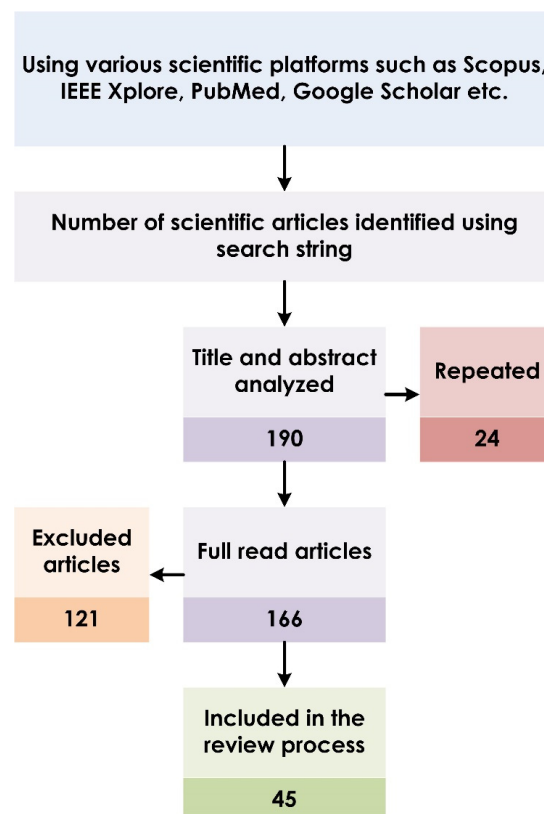 Using various scientific platforms such as Scopus,
IEEE Xplore, PubMed, Google Scholar etc.
Number of scientific articles identified using
search string
Title and abstract
analyzed
190
Repeated
24
Excluded
articles
121
Full read articles
166
Included in the
review process
45